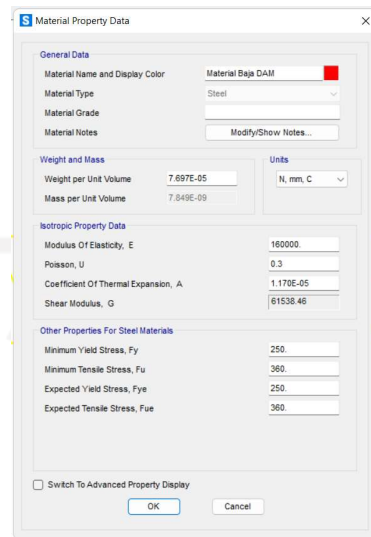 S Material Property Data
General Data
Material Name and Display Color Material Baja DAM
Material Type Steel
Material Grade
Material Notes Modify/Show Notes...
Weight and Mass
Weight per Unit Volume 7.697E-05
Mass per Unit Volume 7.849E-09
Units
N, mm, C
Isotropic Property Data
Modulus Of Elasticity, E 160000.
Poisson, U 0.3
Coefficient Of Thermal Expansion, A 1.170E-05
Shear Modulus, G 61538.46
Other Properties For Steel Materials
Minimum Yield Stress, Fy 250.
Minimum Tensile Stress, Fu 360.
Expected Yield Stress, Fye 250.
Expected Tensile Stress, Fue 360.
Switch To Advanced Property Display
OK Cancel